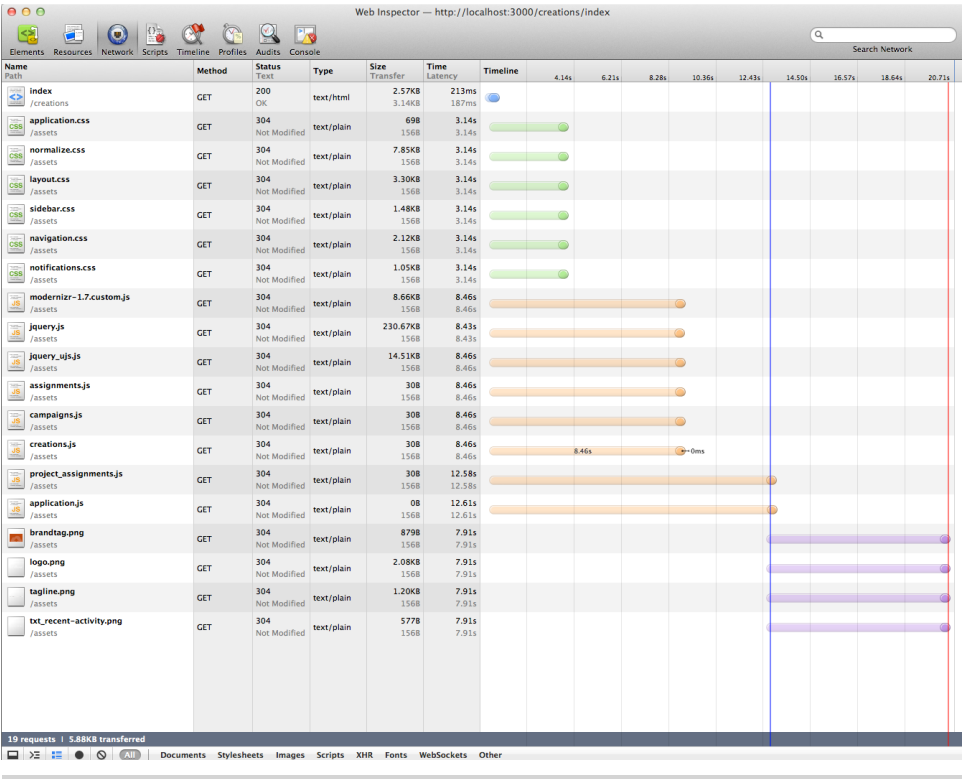 Web Inspector — http://localhost:3000/creations/index
Elements Resources Network Scripts Timeline Profiles Audits Console
Search Network
Name Path Method Status Text Type Size Transfer Time Latency Timeline 4.14s 6.21s 8.28s 10.36s 12.43s 14.50s 16.57s 18.64s 20.71s
index GET 200 text/html 2.57KB 213ms
/creations OK 3.14KB 187ms
CSS application.css GET 304 text/plain 69B 3.14s
/assets Not Modified 156B 3.14s
CSS normalize.css GET 304 text/plain 7.85KB 3.14s
/assets Not Modified 156B 3.14s
CSS layout.css GET 304 text/plain 3.30KB 3.14s
/assets Not Modified 156B 3.14s
CSS sidebar.css GET 304 text/plain 1.48KB 3.14s
/assets Not Modified 156B 3.14s
CSS navigation.css GET 304 text/plain 2.12KB 3.14s
/assets Not Modified 156B 3.14s
CSS notifications.css GET 304 text/plain 1.05KB 3.14s
/assets Not Modified 156B 3.14s
JS modernizr-1.7.custom.js GET 304 text/plain 8.66KB 8.46s
/assets Not Modified 156B 8.46s
JS jquery.js GET 304 text/plain 230.67KB 8.43s
/assets Not Modified 156B 8.43s
JS jquery_ujs.js GET 304 text/plain 14.51KB 8.46s
/assets Not Modified 156B 8.46s
JS assignments.js GET 304 text/plain 30B 8.46s
/assets Not Modified 156B 8.46s
JS campaigns.js GET 304 text/plain 30B 8.46s
/assets Not Modified 156B 8.46s
JS creations.js GET 304 text/plain 30B 8.46s 8.46s 0ms
/assets Not Modified 156B 8.46s
JS project_assignments.js GET 304 text/plain 30B 12.58s
/assets Not Modified 156B 12.58s
JS application.js GET 304 text/plain 0B 12.61s
/assets Not Modified 156B 12.61s
brandtag.png GET 304 text/plain 879B 7.91s
/assets Not Modified 156B 7.91s
logo.png GET 304 text/plain 2.08KB 7.91s
/assets Not Modified 156B 7.91s
tagline.png GET 304 text/plain 1.20KB 7.91s
/assets Not Modified 156B 7.91s
txt_recent-activity.png GET 304 text/plain 577B 7.91s
/assets Not Modified 156B 7.91s
19 requests | 5.88KB transferred
All Documents Stylesheets Images Scripts XHR Fonts WebSockets Other